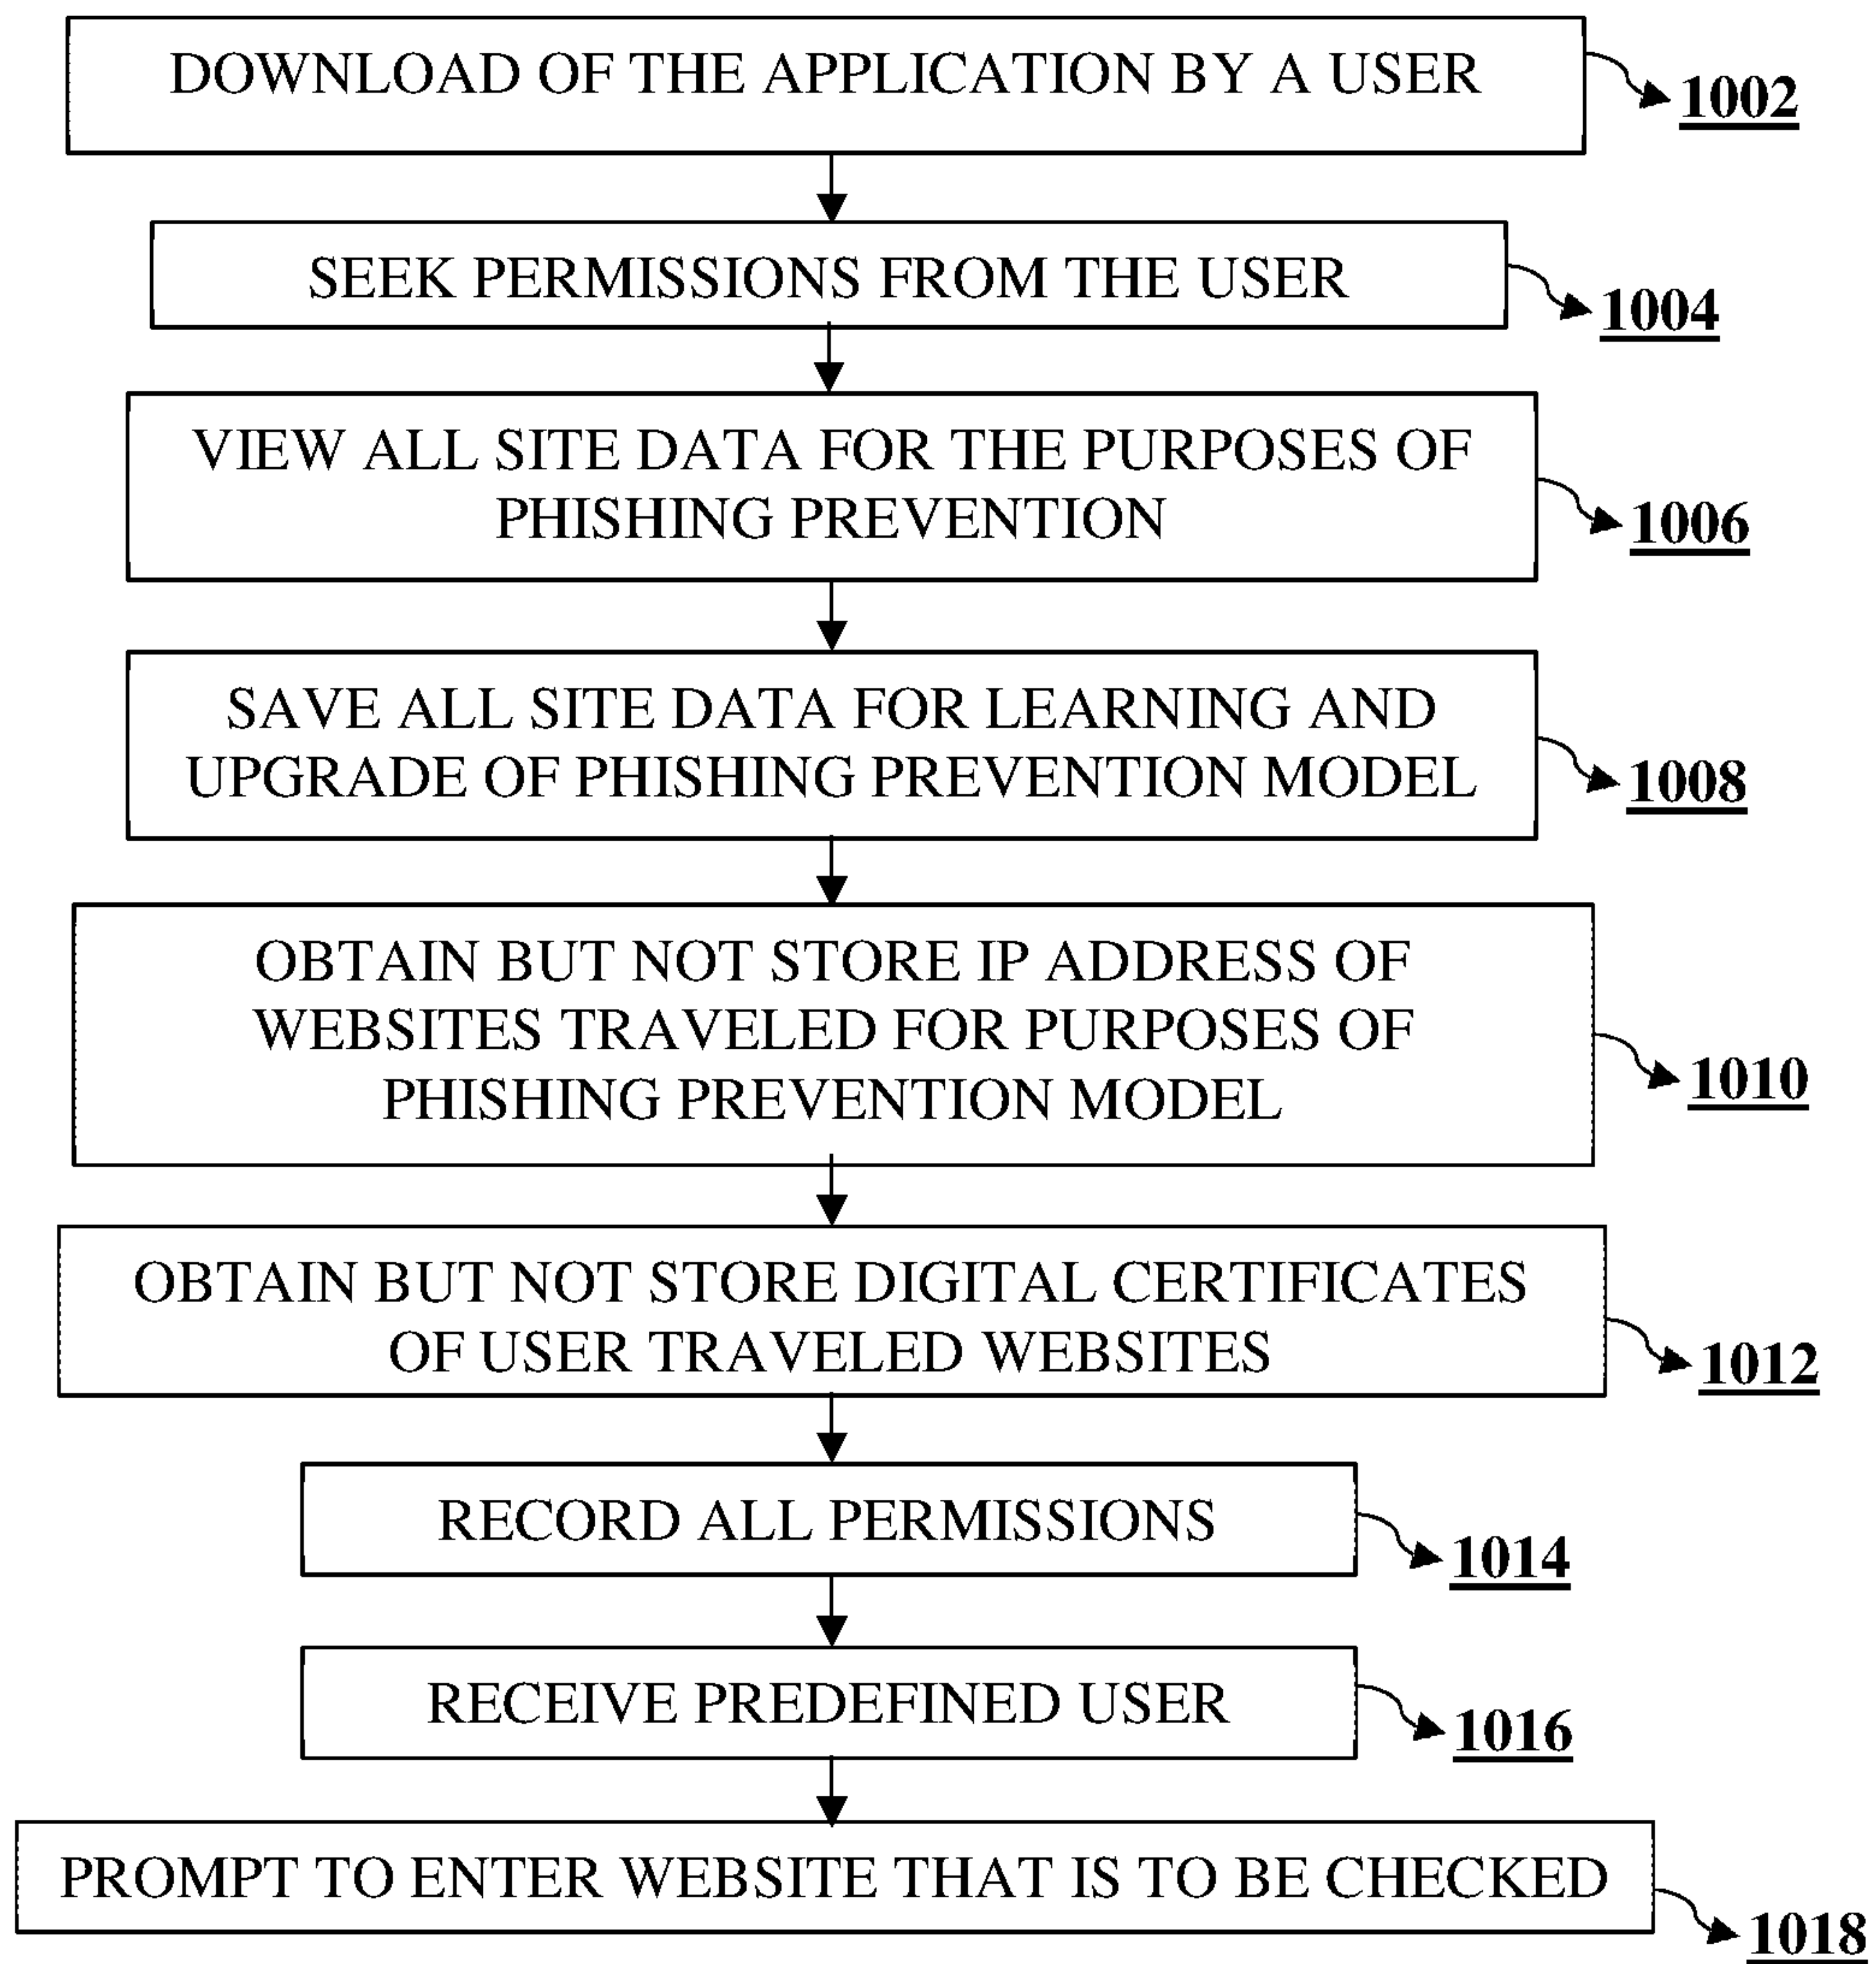 DOWNLOAD OF THE APPLICATION BY A USER
1002
SEEK PERMISSIONS FROM THE USER
1004
VIEW ALL SITE DATA FOR THE PURPOSES OF
PHISHING PREVENTION
1006
SAVE ALL SITE DATA FOR LEARNING AND
UPGRADE OF PHISHING PREVENTION MODEL
1008
OBTAIN BUT NOT STORE IP ADDRESS OF
WEBSITES TRAVELED FOR PURPOSES OF
PHISHING PREVENTION MODEL
1010
OBTAIN BUT NOT STORE DIGITAL CERTIFICATES
OF USER TRAVELED WEBSITES
1012
RECORD ALL PERMISSIONS
1014
RECEIVE PREDEFINED USER
1016
PROMPT TO ENTER WEBSITE THAT IS TO BE CHECKED
1018